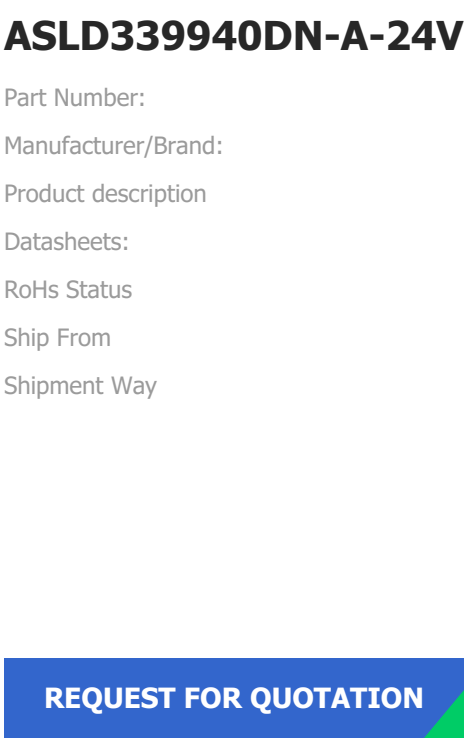 ASLD339940DN-A-24V
Part Number:
Manufacturer/Brand:
Product description
Datasheets:
RoHs Status
Ship From
Shipment Way
REQUEST FOR QUOTATION